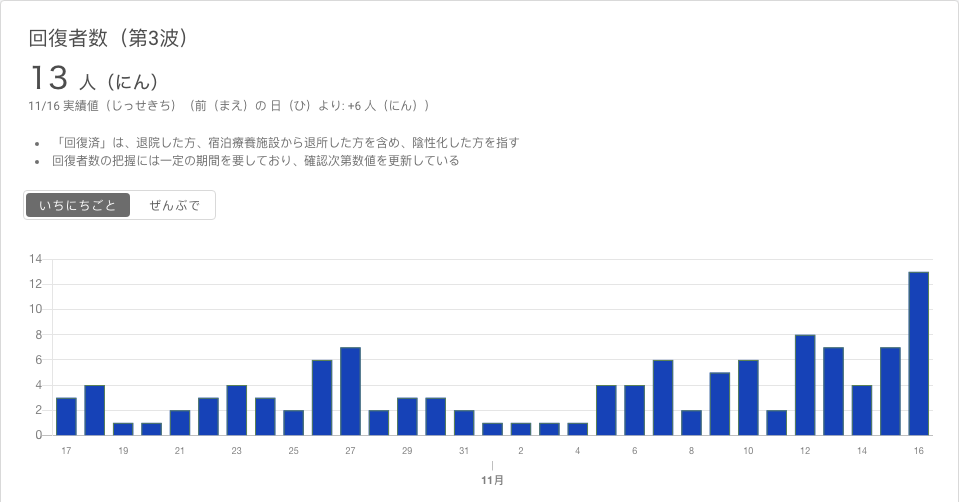 回復者数（第3波）
13 人（にん）
11/16 実績値（じっせきち）（前（まえ）の 日（ひ）より: +6 人（にん））
• 「回復済」は、退院した方、宿泊療養施設から退所した方を含め、陰性化した方を指す
• 回復者数の把握には一定の期間を要しており、確認次第数値を更新している
いちにちごと ぜんぶで
14
12
10
8
6
4
2
0
17 19 21 23 25 27 29 31 2 4 6 8 10 12 14 16
11月